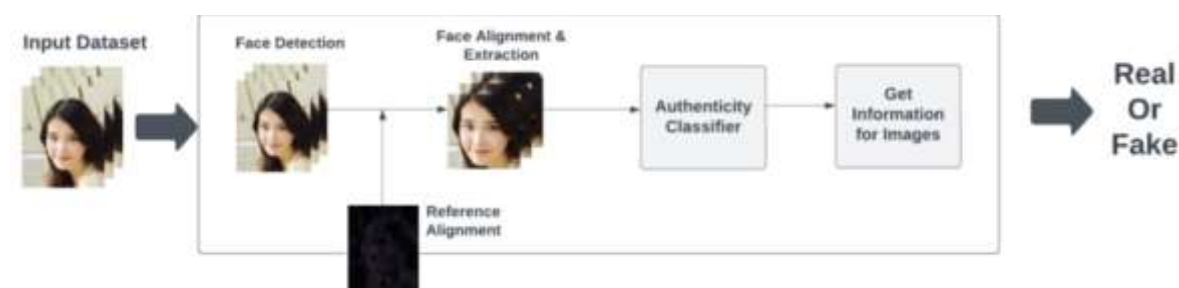 Input Dataset
Face Detection
Face Alignment &
Extraction
Reference
Alignment
Authenticity
Classifier
Get
Information
for Images
Real
Or
Fake